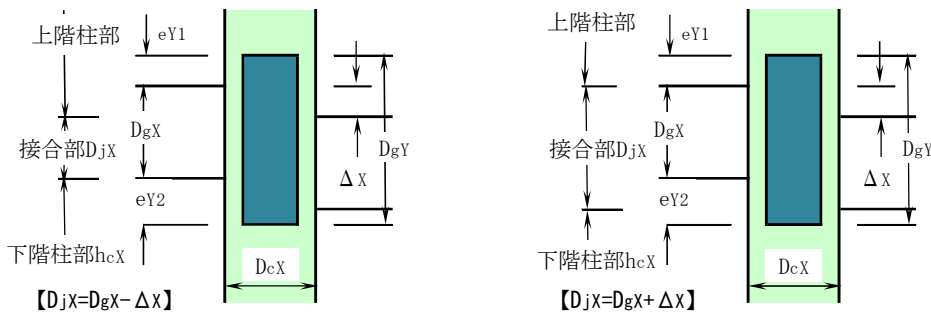 上階柱部
eY1
DgX
接合部DjX
DgY
ΔX
eY2
下階柱部hcX
DcX
【DjX=DgX-ΔX】
上階柱部
eY1
DgX
接合部DjX
DgY
ΔX
eY2
下階柱部hcX
DcX
【DjX=DgX+ΔX】